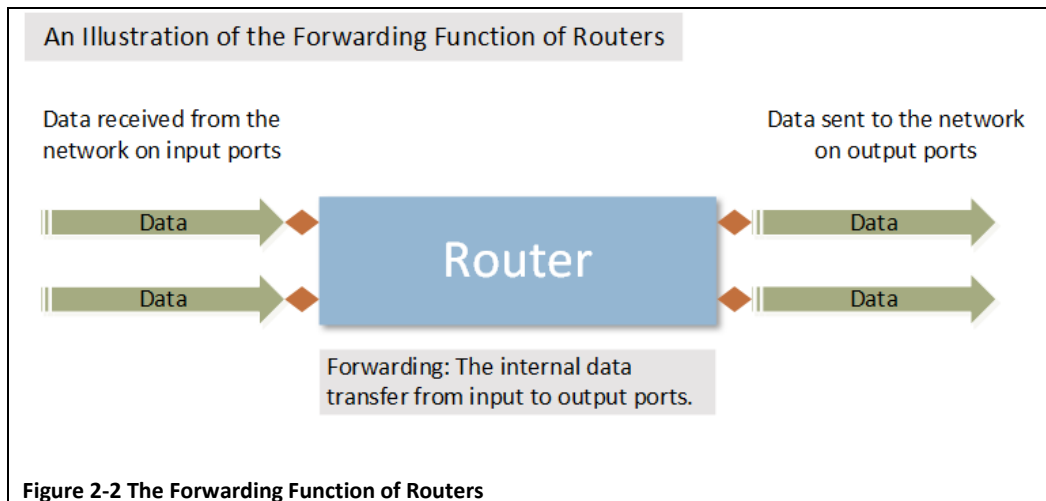 An Illustration of the Forwarding Function of Routers
Data received from the
network on input ports
Data sent to the network
on output ports
Data
Data
Router
Data
Data
Forwarding: The internal data
transfer from input to output ports.
Figure 2-2 The Forwarding Function of Routers